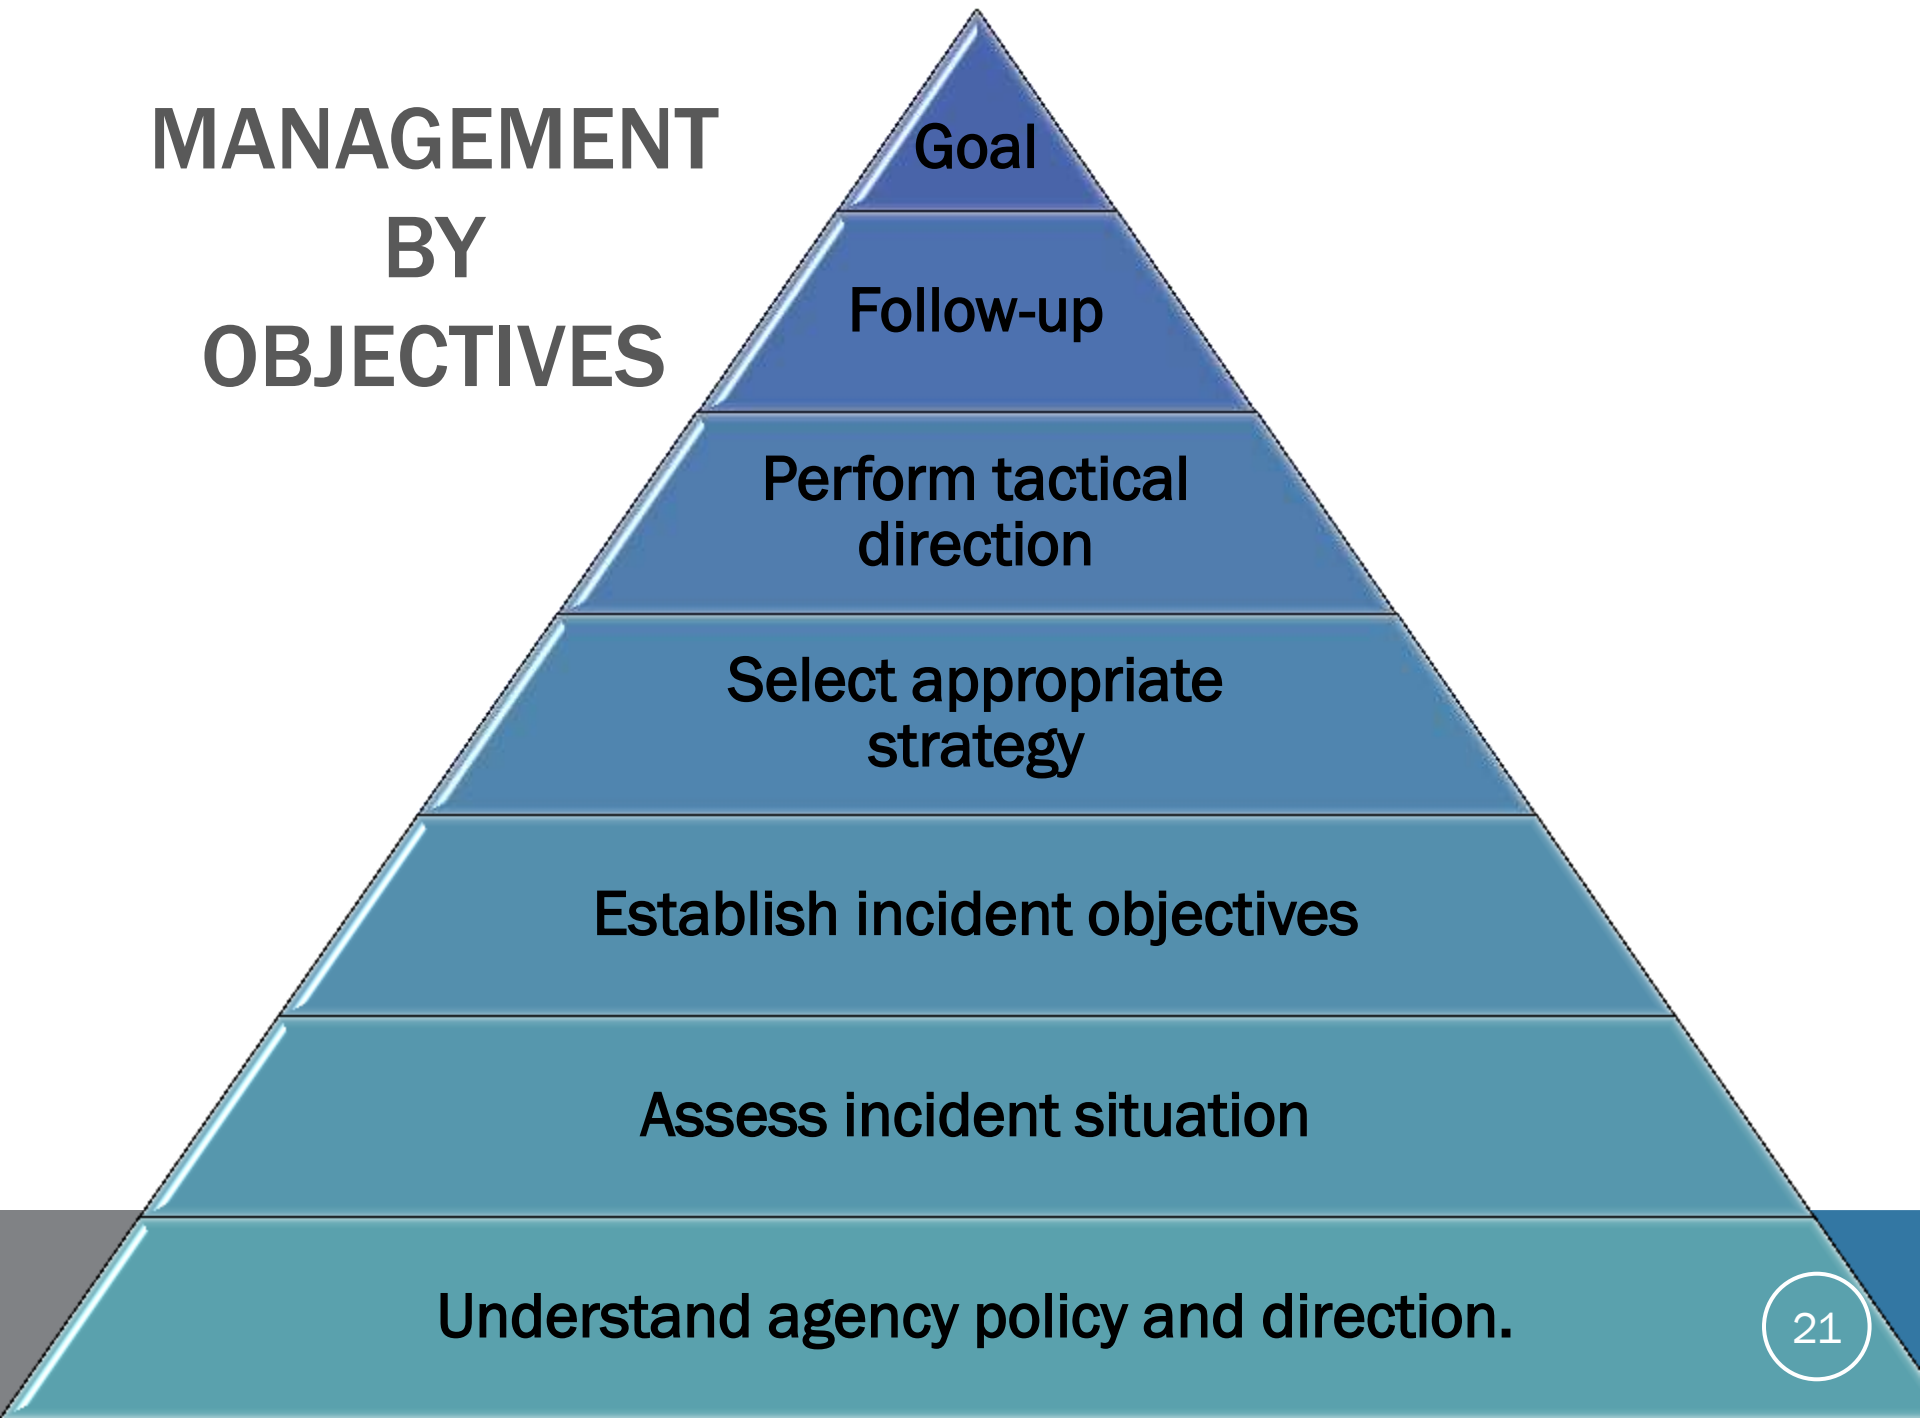 MANAGEMENT
BY
OBJECTIVES
Goal
Follow-up
Perform tactical
direction
Select appropriate
strategy
Establish incident objectives
Assess incident situation
Understand agency policy and direction.
21